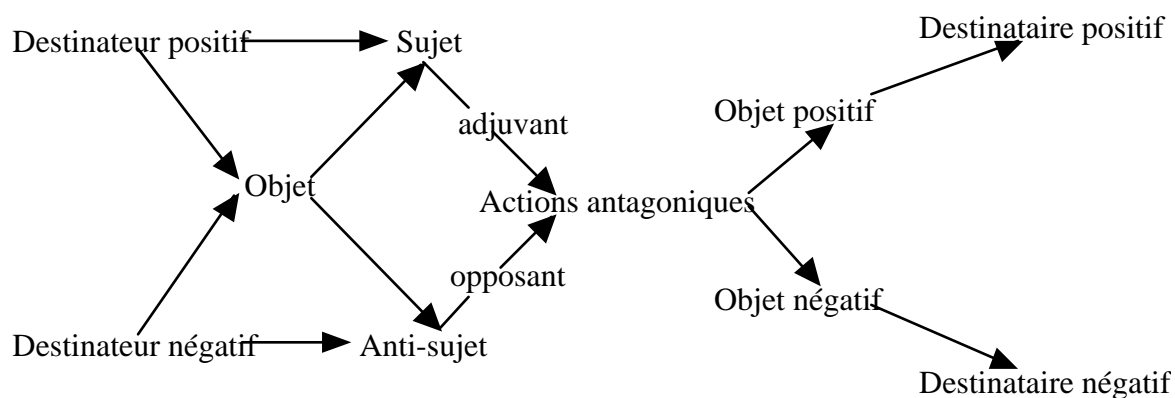 Destinateur positif
Sujet
Destinataire positif
Objet positif
adjuvant
Objet
Actions antagoniques
opposant
Objet négatif
Destinateur négatif
Anti-sujet
Destinataire négatif